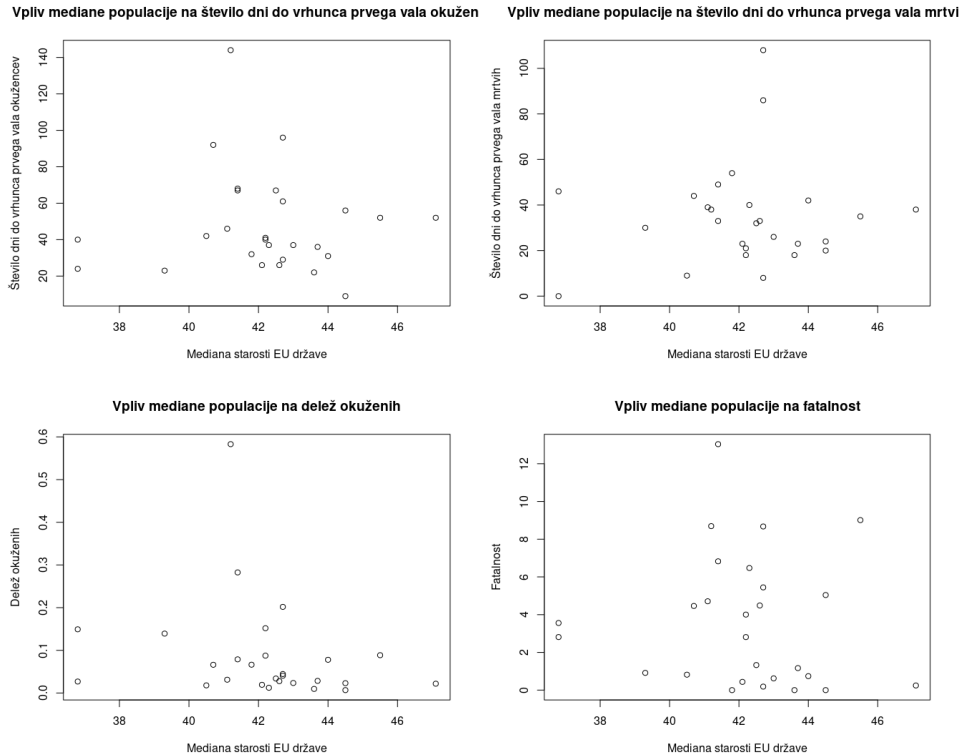 Vpliv mediane populacije na število dni do vrhunca prvega vala okužen
Število dni do vrhunca prvega vala okužencev
140
120
100
80
60
40
20
38 40 42 44 46
Mediana starosti EU države
Vpliv mediane populacije na število dni do vrhunca prvega vala mrtvi
Število dni do vrhunca prvega vala mrtvih
100
80
60
40
20
0
38 40 42 44 46
Mediana starosti EU države
Vpliv mediane populacije na delež okuženih
Delež okuženih
0.6
0.5
0.4
0.3
0.2
0.1
0.0
38 40 42 44 46
Mediana starosti EU države
Vpliv mediane populacije na fatalnost
Fatalnost
12
10
8
6
4
2
0
38 40 42 44 46
Mediana starosti EU države